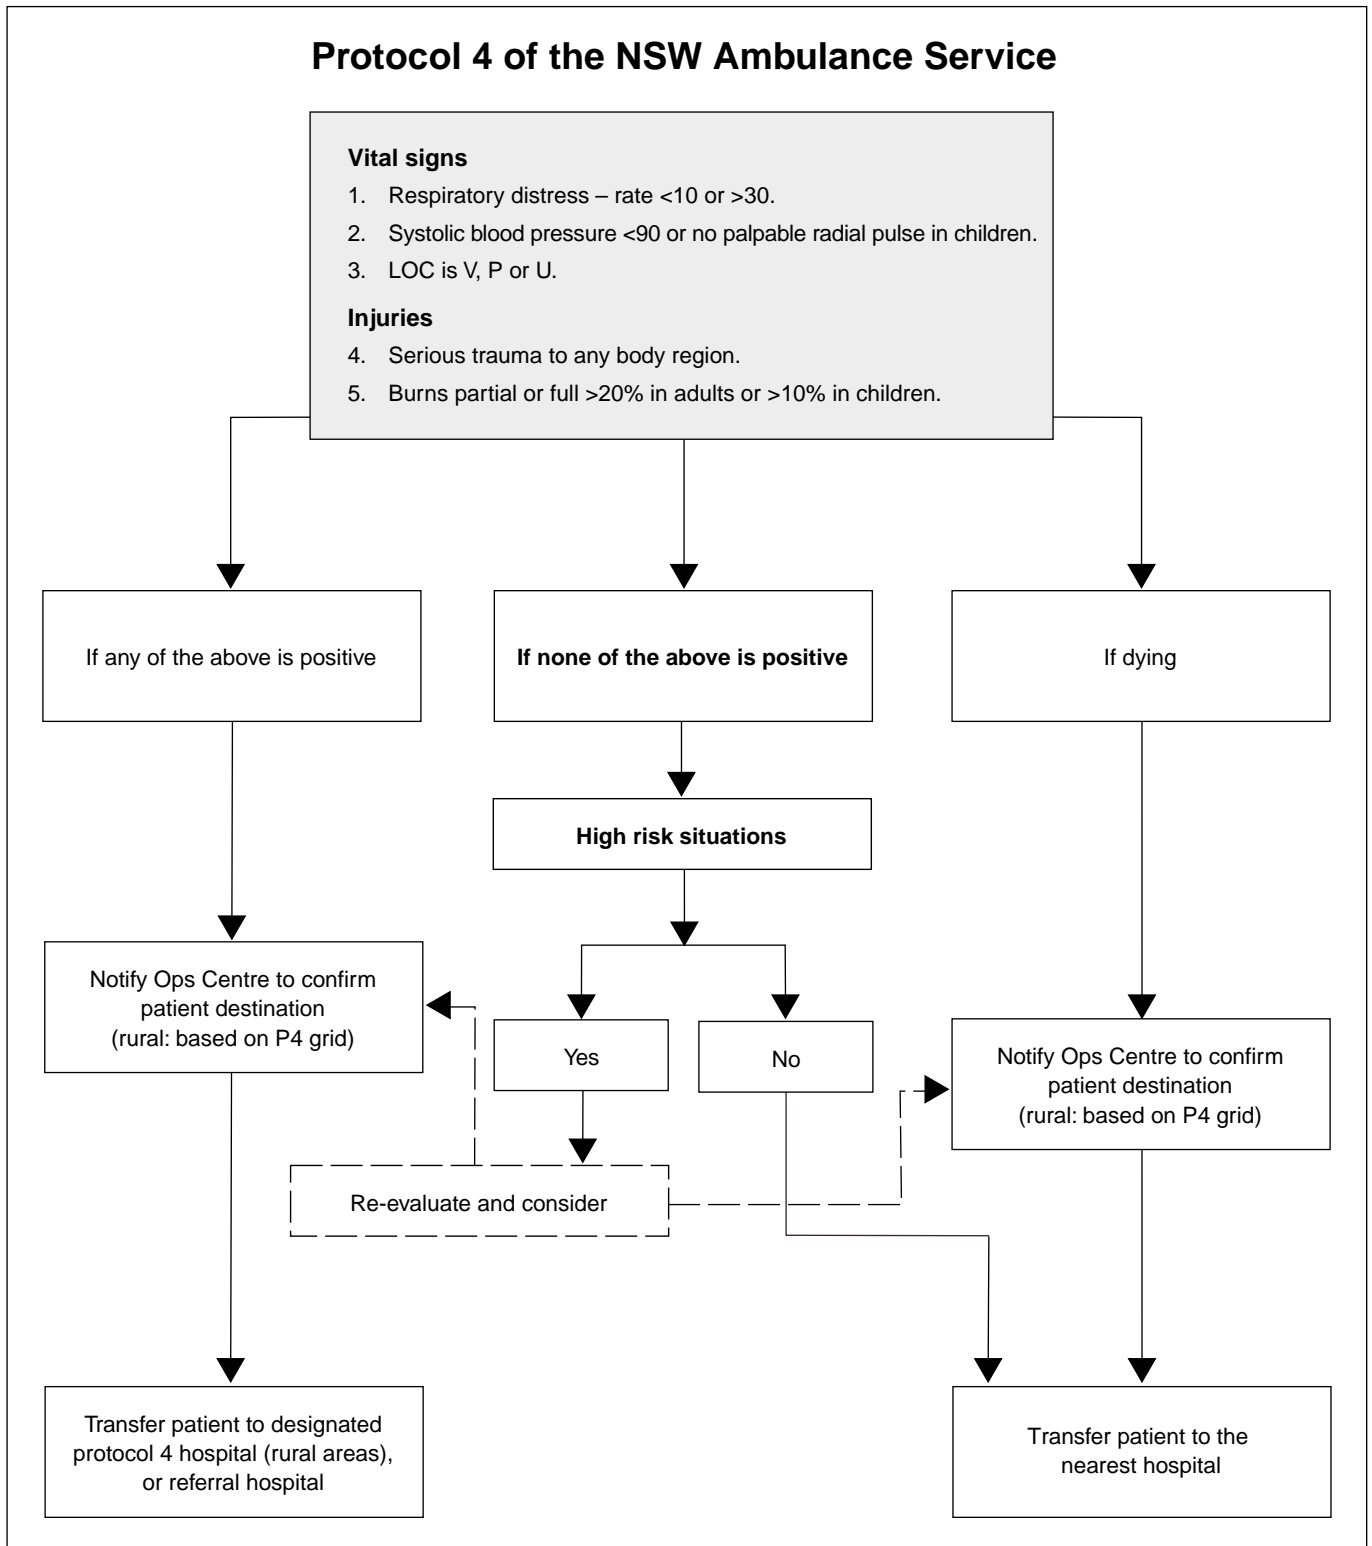 Protocol 4 of the NSW Ambulance Service
Vital signs
1. Respiratory distress – rate <10 or >30.
2. Systolic blood pressure <90 or no palpable radial pulse in children.
3. LOC is V, P or U.
Injuries
4. Serious trauma to any body region.
5. Burns partial or full >20% in adults or >10% in children.
If any of the above is positive
If none of the above is positive
If dying
High risk situations
Notify Ops Centre to confirm
patient destination
(rural: based on P4 grid)
Yes
No
Notify Ops Centre to confirm
patient destination
(rural: based on P4 grid)
Re-evaluate and consider
Transfer patient to designated
protocol 4 hospital (rural areas),
or referral hospital
Transfer patient to the
nearest hospital